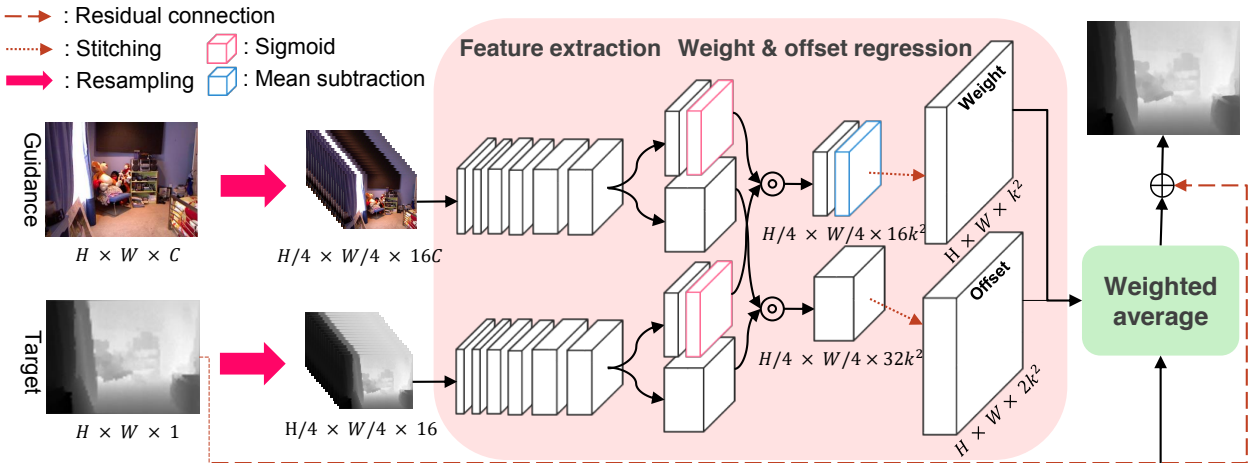 : Residual connection
: Stitching
: Sigmoid
: Resampling
: Mean subtraction
Feature extraction
Weight & offset regression
Guidance
H × W × C
H/4 × W/4 × 16C
H/4 × W/4 × 16k²
Weight
H × W × k²
Target
H × W × 1
H/4 × W/4 × 16
H/4 × W/4 × 32k²
Offset
H × W × 2k²
Weighted
average